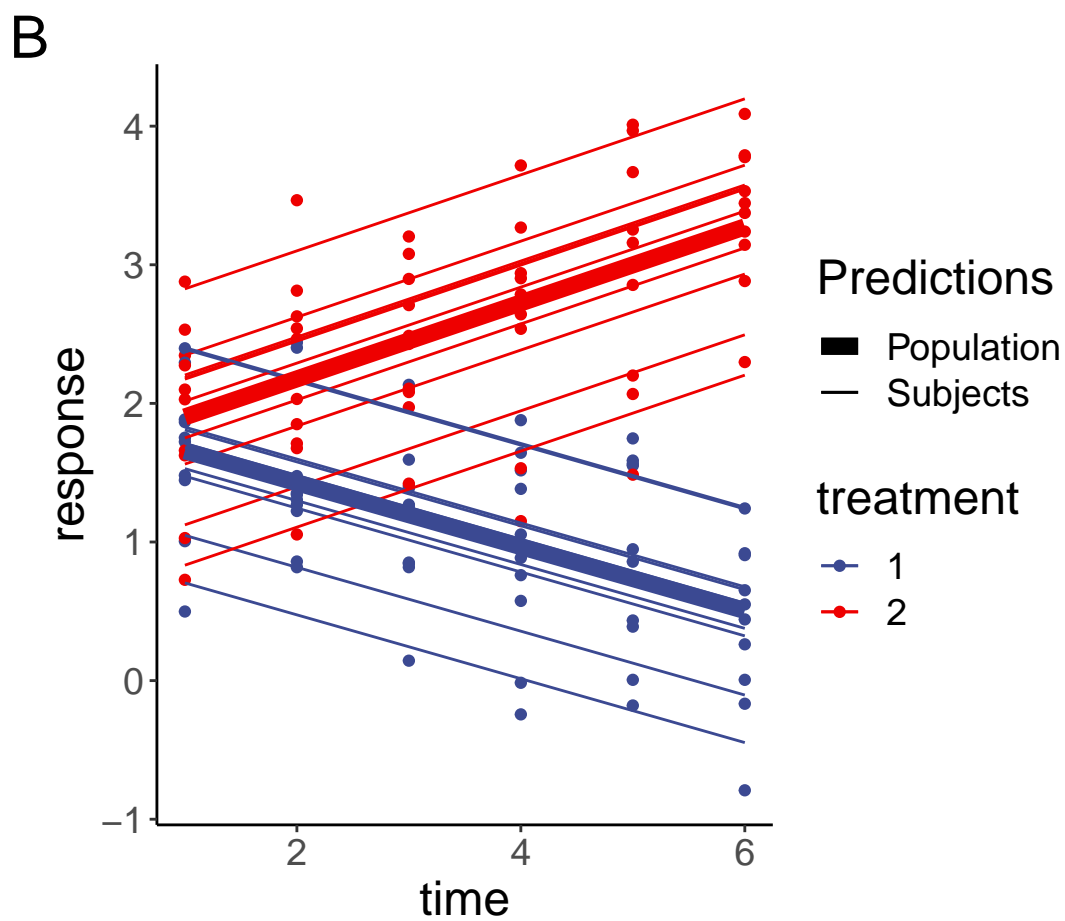 B
response
4
3
2
1
0
−1
2
4
6
time
Predictions
Population
Subjects
treatment
1
2